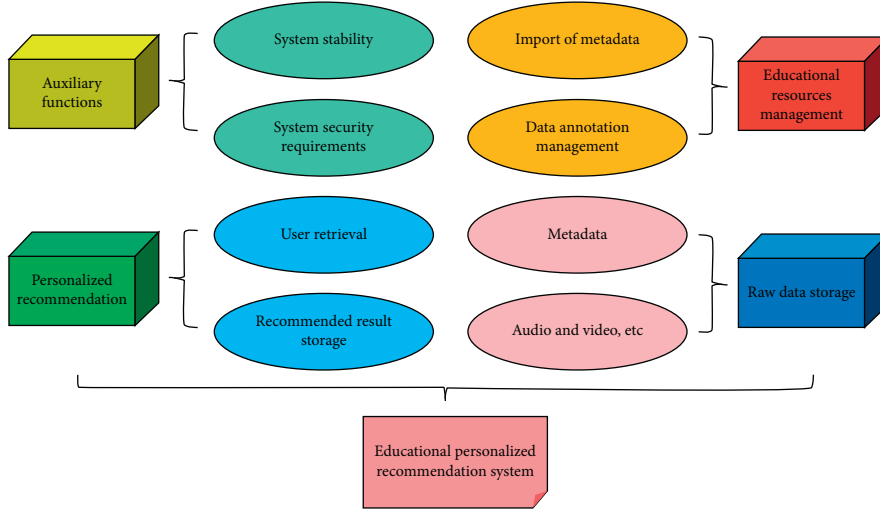 Auxiliary
functions
System stability
System security
requirements
Import of metadata
Data annotation
management
Educational
resources
management
Personalized
recommendation
User retrieval
Recommended result
storage
Metadata
Audio and video, etc
Raw data storage
Educational personalized
recommendation system